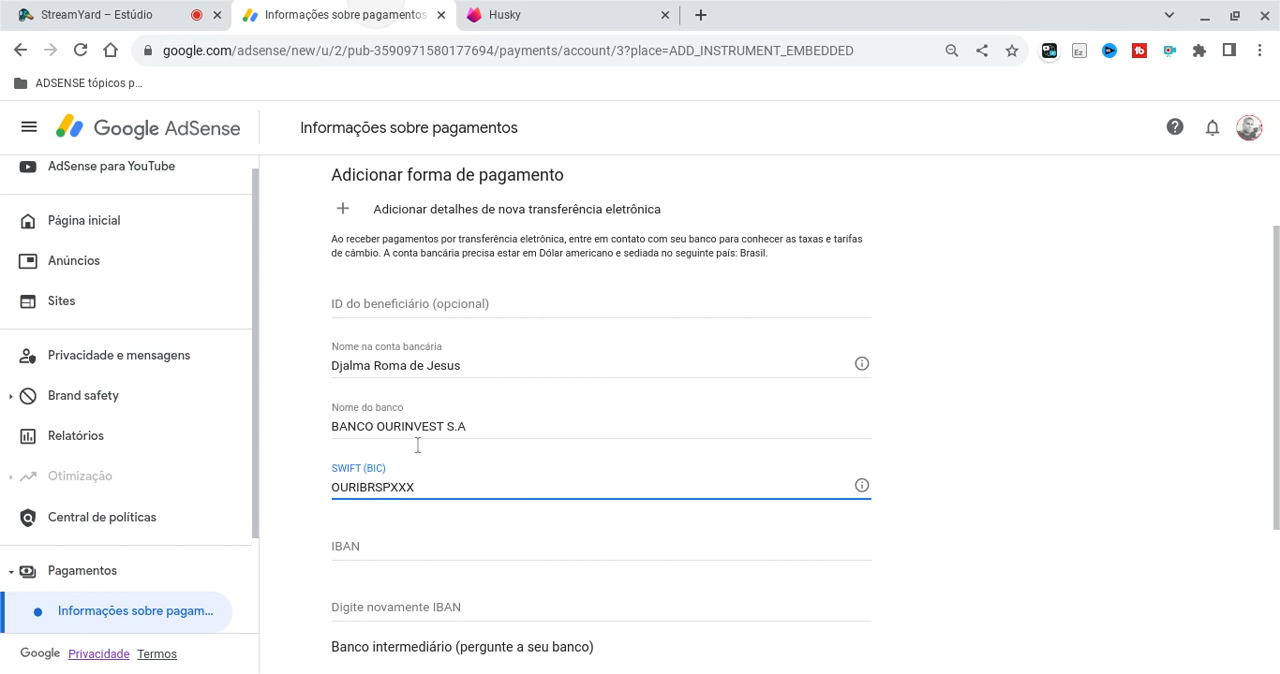 StreamYard – Estúdio
Informações sobre pagamentos
Husky
google.com/adsense/new/u/2/pub-3590971580177694/payments/account/3?place=ADD_INSTRUMENT_EMBEDDED
Ez
ADSENSE tópicos p...
Google AdSense
Informações sobre pagamentos
AdSense para YouTube
Página inicial
Anúncios
Sites
Privacidade e mensagens
Brand safety
Relatórios
Otimização
Central de políticas
Pagamentos
Informações sobre pagam...
Google Privacidade Termos
Adicionar forma de pagamento
Adicionar detalhes de nova transferência eletrônica
Ao receber pagamentos por transferência eletrônica, entre em contato com seu banco para conhecer as taxas e tarifas
de câmbio. A conta bancária precisa estar em Dólar americano e sediada no seguinte país: Brasil.
ID do beneficiário (opcional)
Nome na conta bancária
Djalma Roma de Jesus
Nome do banco
BANCO OURINVEST S.A
SWIFT (BIC)
OURIBRSPXXX
IBAN
Digite novamente IBAN
Banco intermediário (pergunte a seu banco)